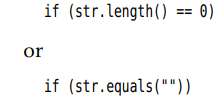 if (str.length() == 0)
or
if (str.equals(""))